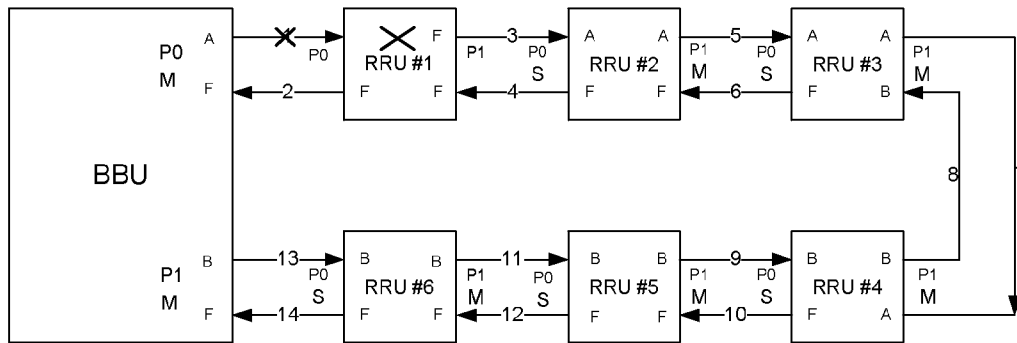 A P0 F 3 P0 A A 5 P0 A A
P0 P1 P1 P1
M RRU #1 S RRU #2 M S RRU #3 M
F 2 F F 4 F F 6 F B
BBU
8
B 13 B B 11 B B 9 B B
P0 P1 P0 P1 P0 P1
P1 RRU #6 RRU #5 RRU #4
M S M S M S M
F 14 F F 12 F F 10 F A